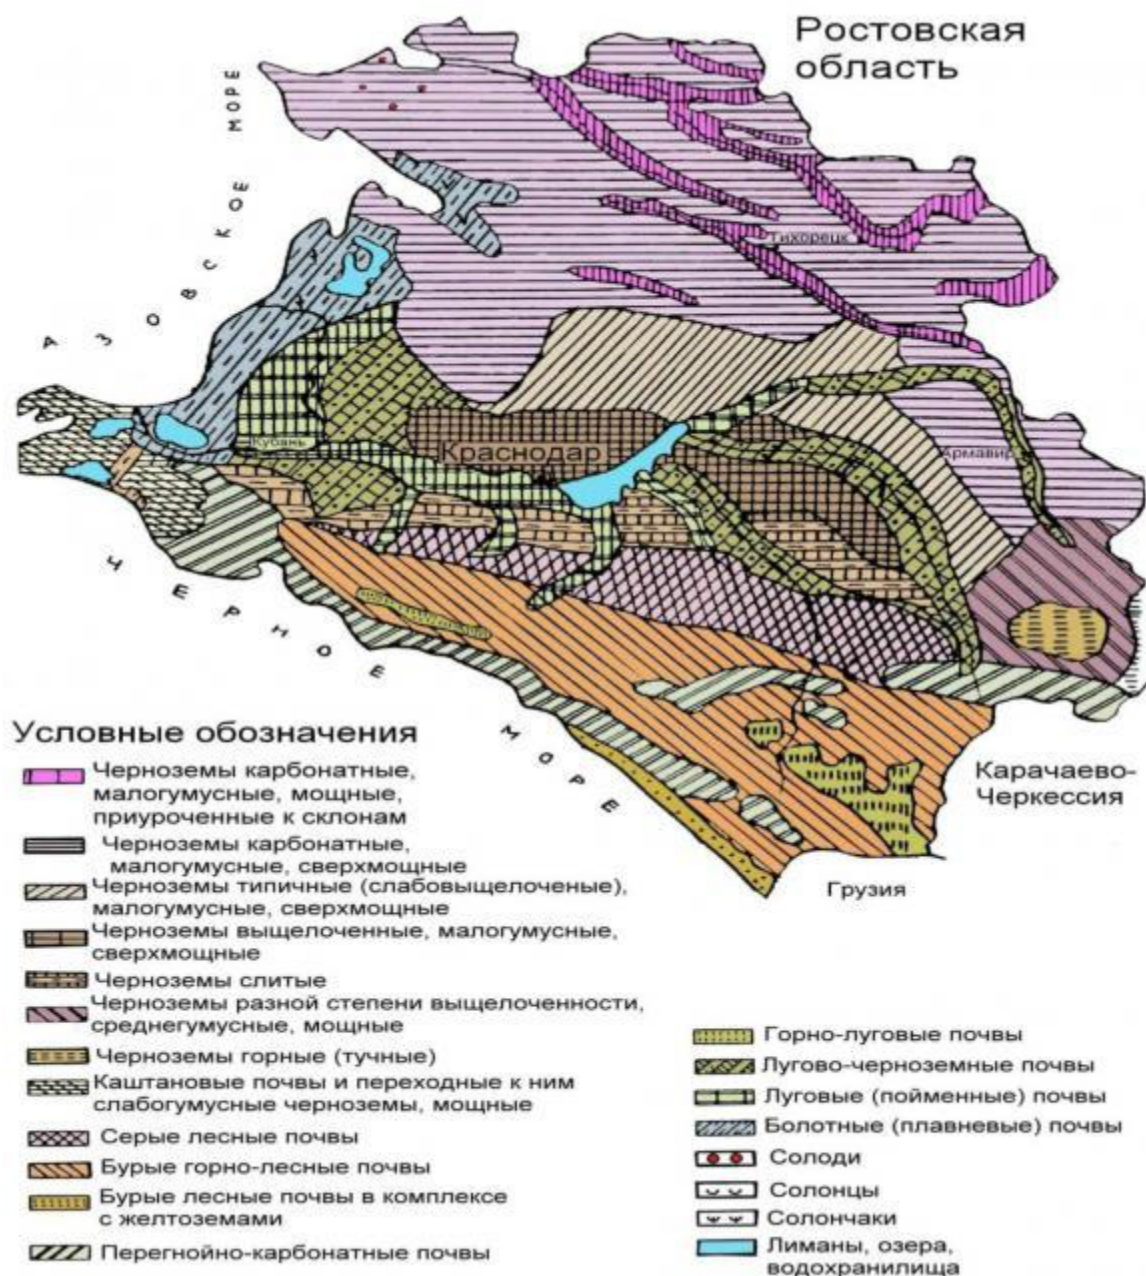 Ростовская
область
АЗОВСКОЕ МОРЕ
Тихорецк
Кубань
Краснодар
Армавир
ЧЕРНОЕ МОРЕ
Карачаево-
Черкессия
Грузия
Условные обозначения
Черноземы карбонатные,
малогумусные, мощные,
приуроченные к склонам
Черноземы карбонатные,
малогумусные, сверхмощные
Черноземы типичные (слабовыщелоченые),
малогумусные, сверхмощные
Черноземы выщелоченные, малогумусные,
сверхмощные
Черноземы слитые
Черноземы разной степени выщелоченности,
среднегумусные, мощные
Черноземы горные (тучные)
Каштановые почвы и переходные к ним
слабогумусные черноземы, мощные
Серые лесные почвы
Бурые горно-лесные почвы
Бурые лесные почвы в комплексе
с желтоземами
Перегнойно-карбонатные почвы
Горно-луговые почвы
Лугово-черноземные почвы
Луговые (пойменные) почвы
Болотные (плавневые) почвы
Солоди
Солонцы
Солончаки
Лиманы, озера,
водохранилища